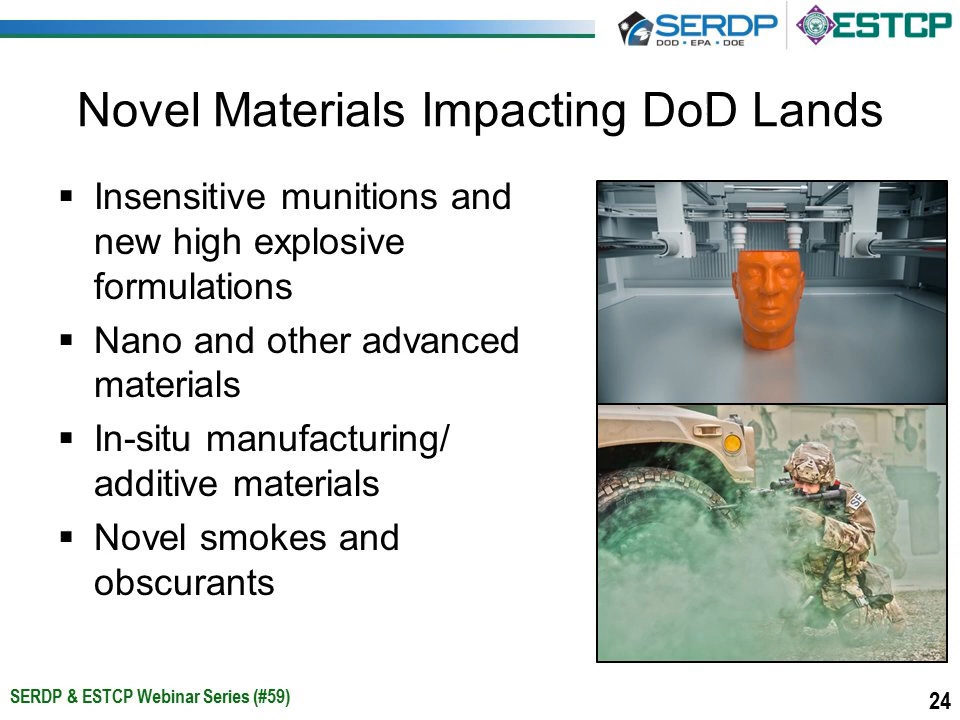 SERDP
DOD • EPA • DOE
ESTCP
Novel Materials Impacting DoD Lands
▪ Insensitive munitions and
new high explosive
formulations
▪ Nano and other advanced
materials
▪ In-situ manufacturing/
additive materials
▪ Novel smokes and
obscurants
SF
SERDP & ESTCP Webinar Series (#59)
24